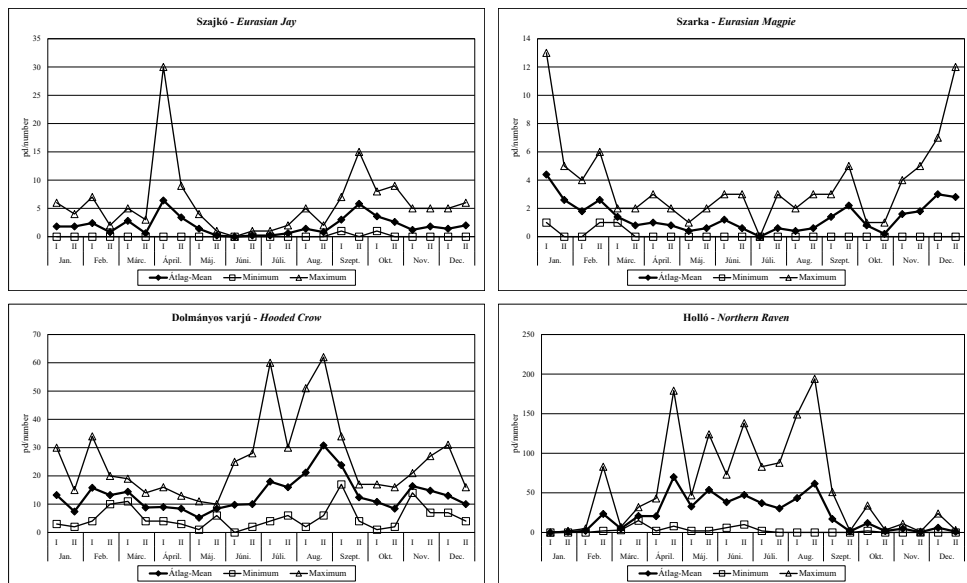 Szajkó - Eurasian Jay
35
30
25
20
15
10
5
0
pd/number
I II I II I II I II I II I II I II I II I II I II I II I II
Jan. Feb. Márc. Ápril. Máj. Júni. Júli. Aug. Szept. Okt. Nov. Dec.
Átlag-Mean Minimum Maximum
Szarka - Eurasian Magpie
14
12
10
8
6
4
2
0
pd/number
I II I II I II I II I II I II I II I II I II I II I II I II
Jan. Feb. Márc. Ápril. Máj. Júni. Júli. Aug. Szept. Okt. Nov. Dec.
Átlag-Mean Minimum Maximum
Dolmányos varjú - Hooded Crow
70
60
50
40
30
20
10
0
pd/number
I II I II I II I II I II I II I II I II I II I II I II I II
Jan. Feb. Márc. Ápril. Máj. Júni. Júli. Aug. Szept. Okt. Nov. Dec.
Átlag-Mean Minimum Maximum
Holló - Northern Raven
250
200
150
100
50
0
pd/number
I II I II I II I II I II I II I II I II I II I II I II I II
Jan. Feb. Márc. Ápril. Máj. Júni. Júli. Aug. Szept. Okt. Nov. Dec.
Átlag-Mean Minimum Maximum